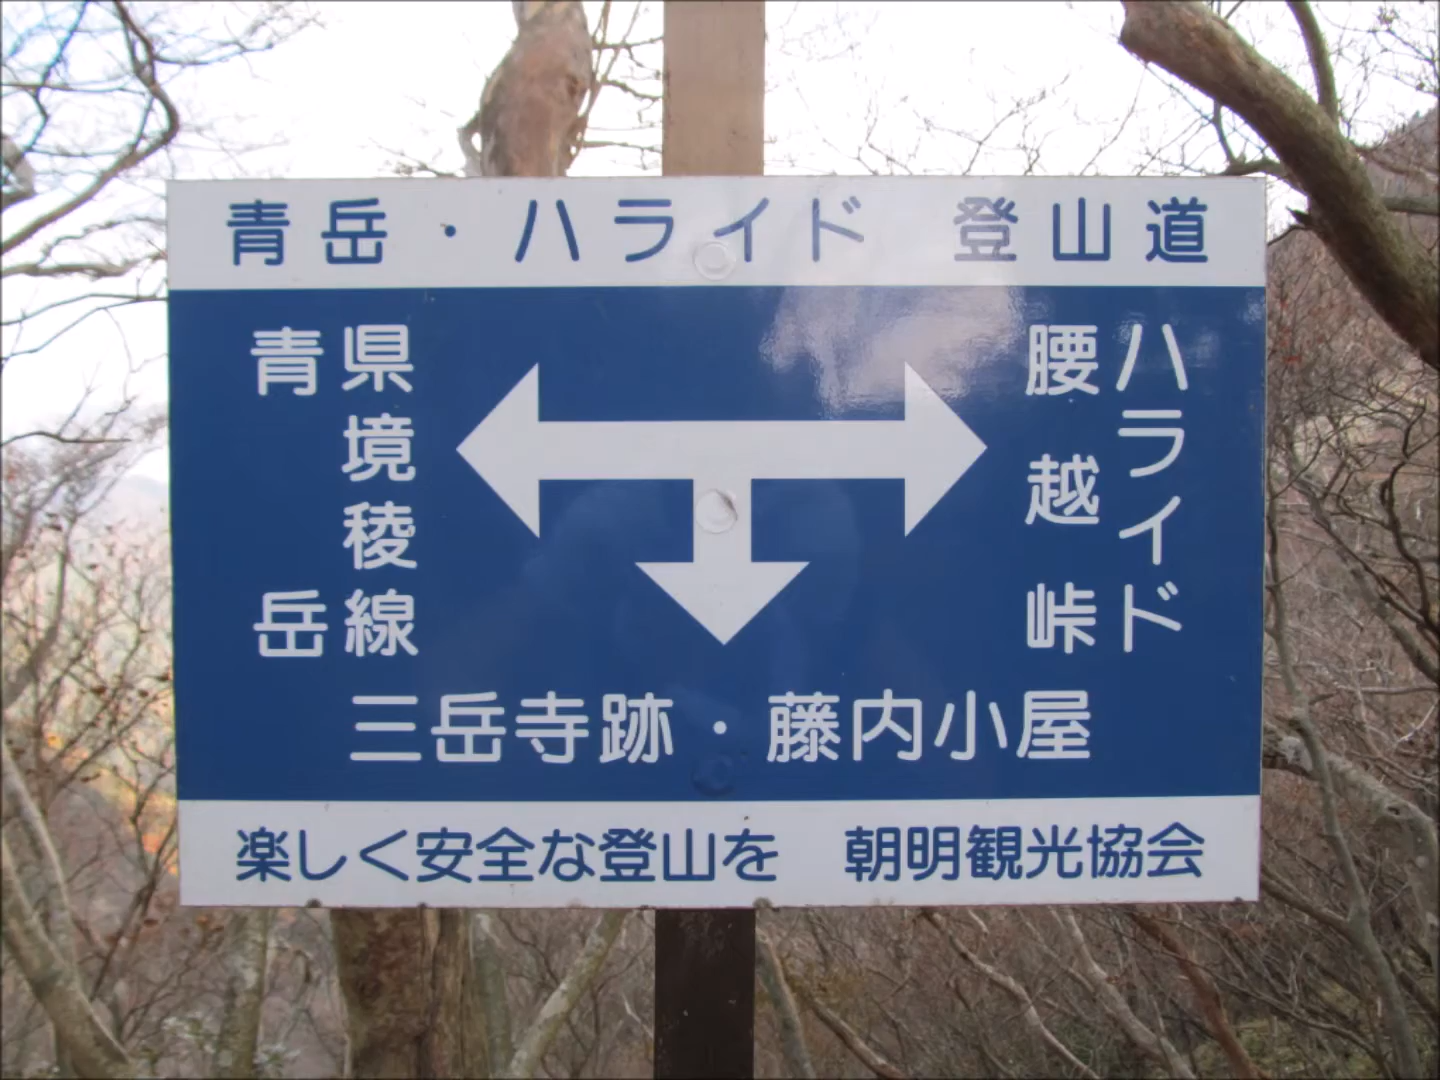 青岳・ハライド 登山道
県境稜線
青岳
ハライド
腰越峠
三岳寺跡・藤内小屋
楽しく安全な登山を 朝明観光協会